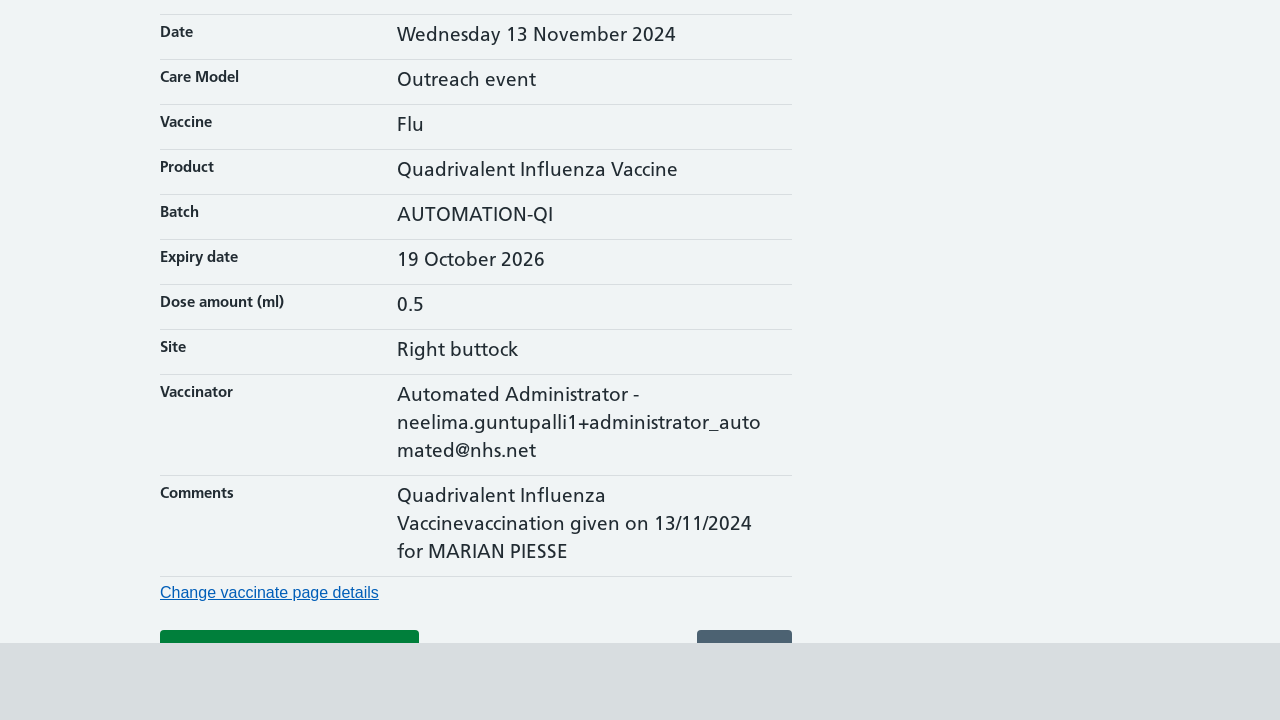 Date Wednesday 13 November 2024
Care Model Outreach event
Vaccine Flu
Product Quadrivalent Influenza Vaccine
Batch AUTOMATION-QI
Expiry date 19 October 2026
Dose amount (ml) 0.5
Site Right buttock
Vaccinator Automated Administrator -
neelima.guntupalli1+administrator_auto
mated@nhs.net
Comments Quadrivalent Influenza
Vaccinevaccination given on 13/11/2024
for MARIAN PIESSE
Change vaccinate page details